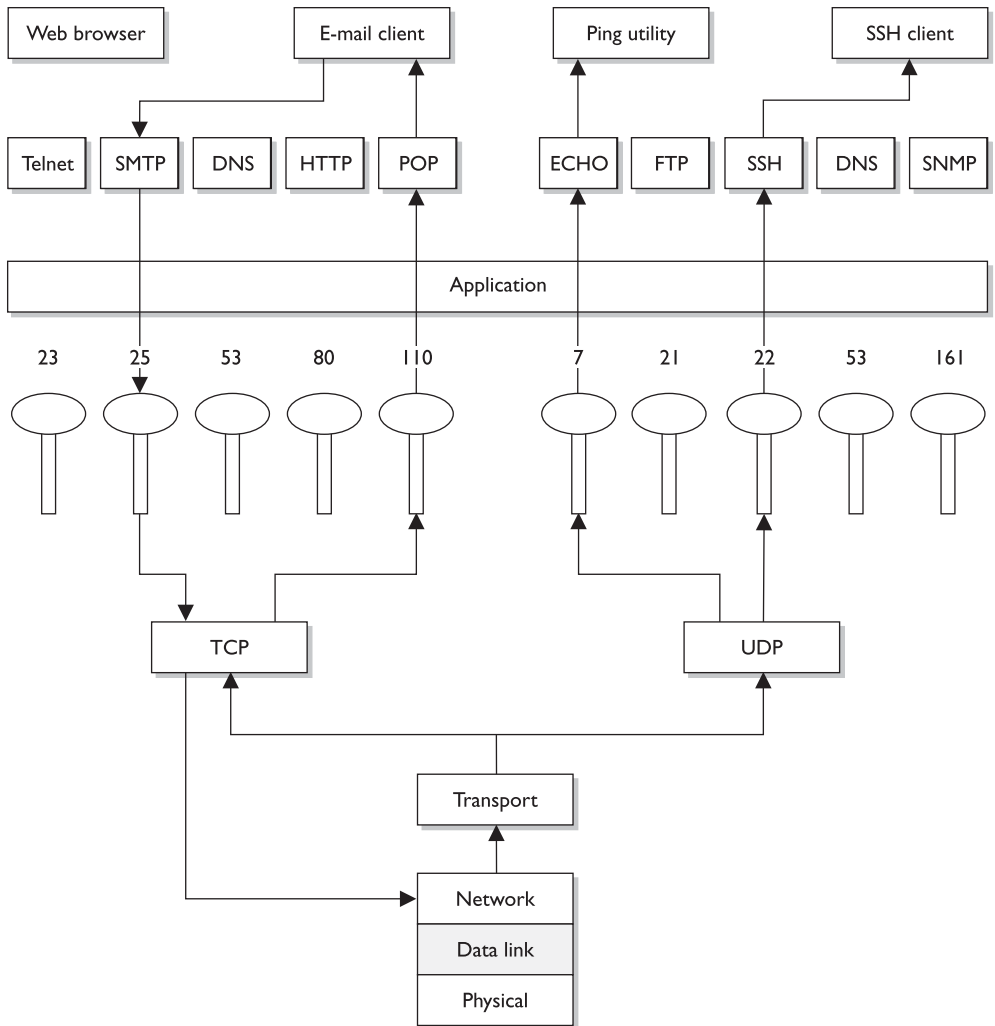 Web browser
E-mail client
Ping utility
SSH client
Telnet
SMTP
DNS
HTTP
POP
ECHO
FTP
SSH
DNS
SNMP
Application
23
25
53
80
110
7
21
22
53
161
TCP
UDP
Transport
Network
Data link
Physical